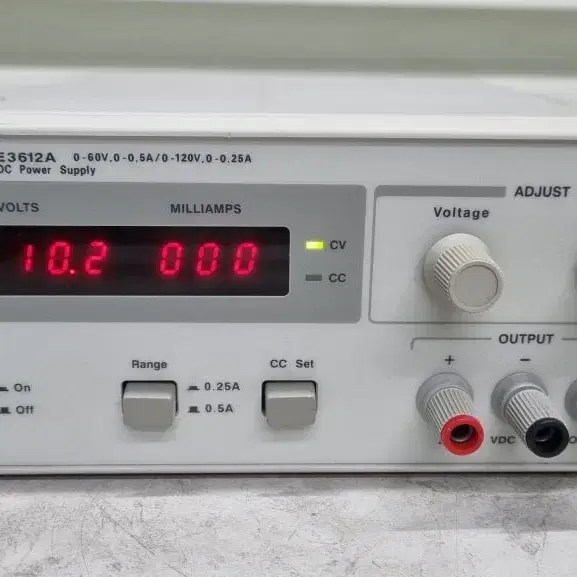 E3612A 0-60V,0-0.5A/0-120V,0-0.25A
DC Power Supply
VOLTS MILLIAMPS
10.2 000
CV
CC
ADJUST
Voltage
OUTPUT
+ -
On
Off
Range
0.25A
0.5A
CC Set
VDC